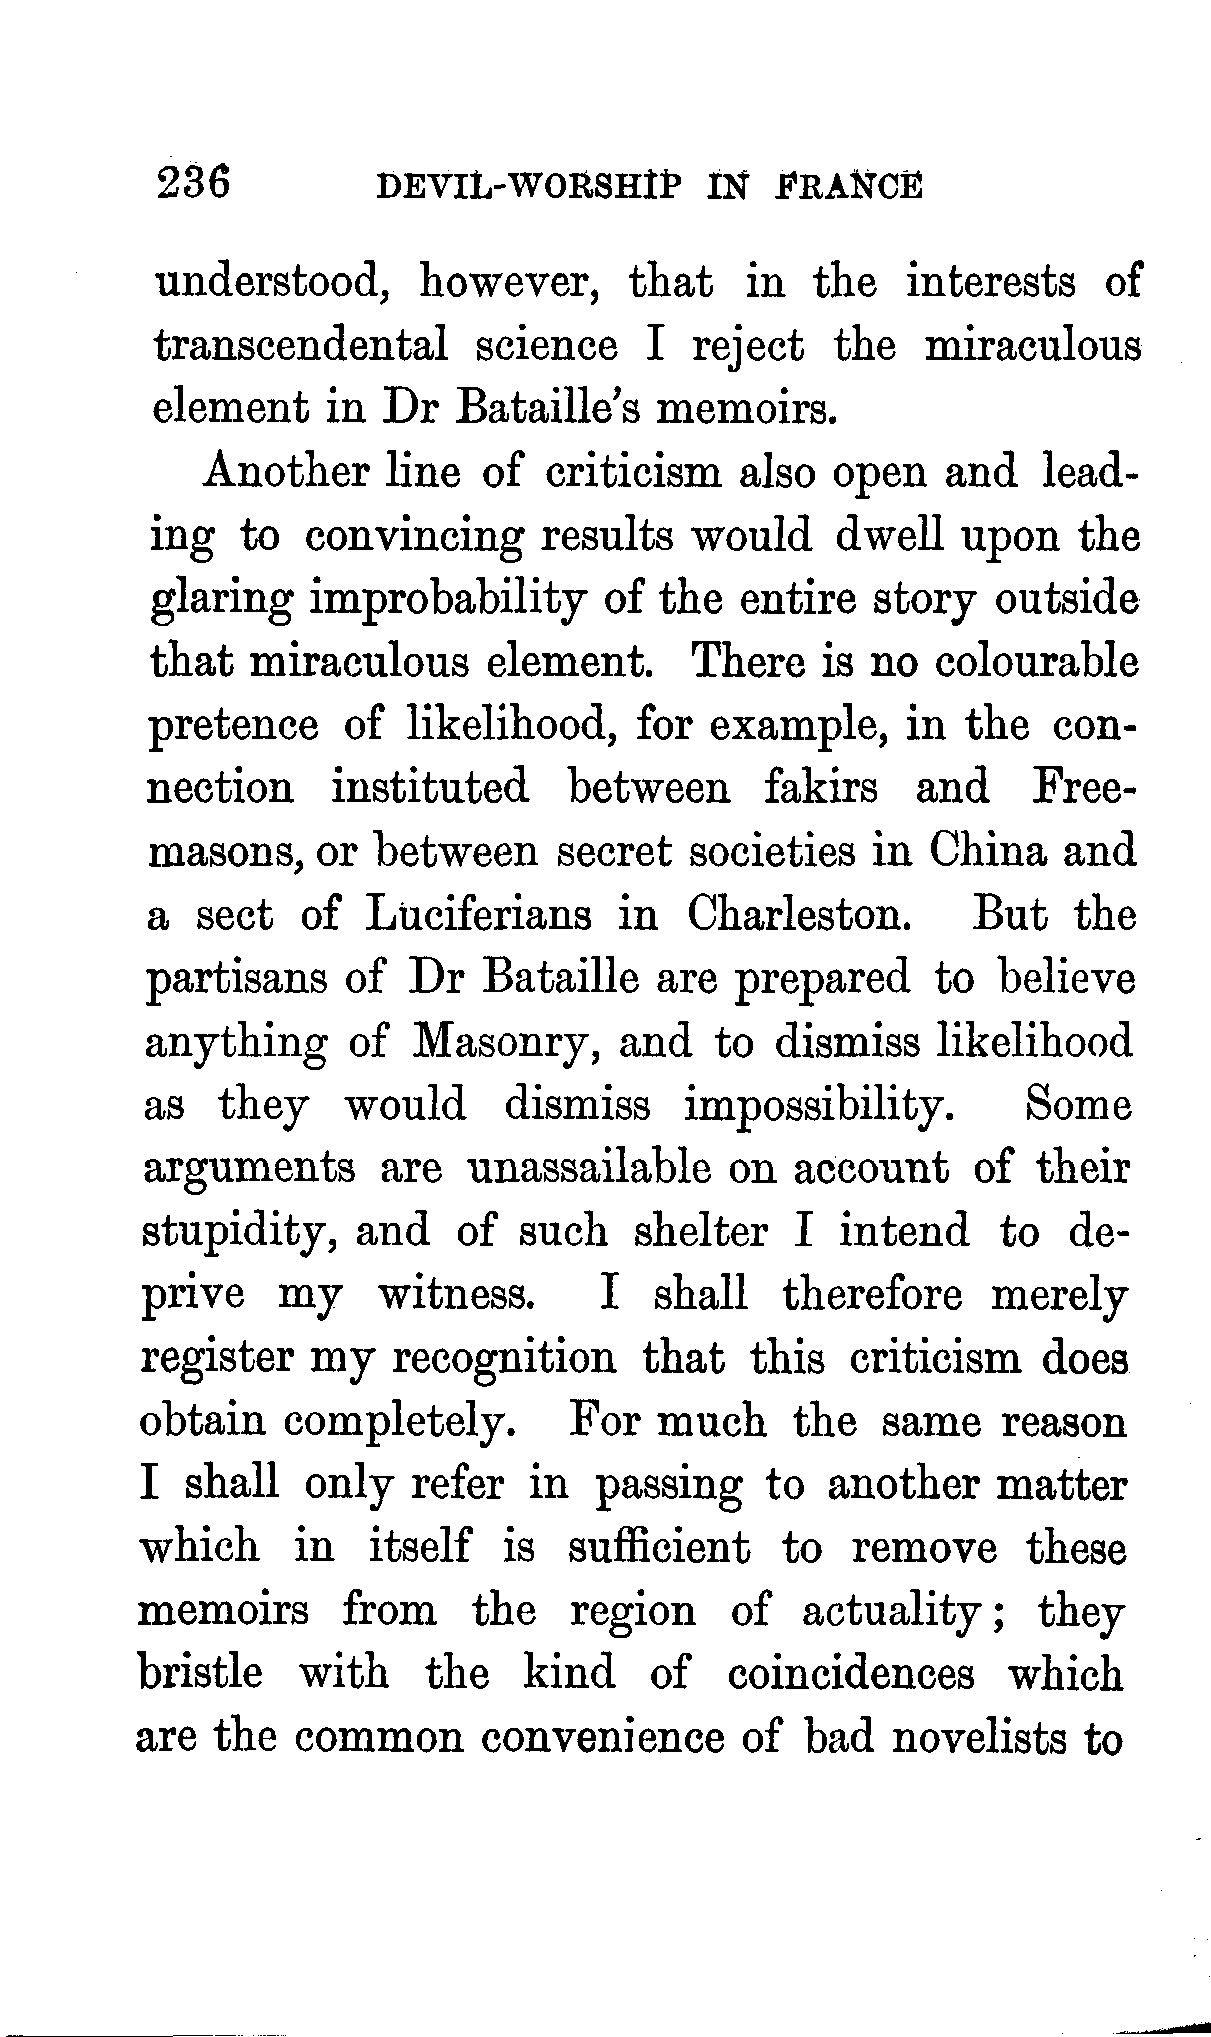 236 DEVIL-WORSHIP IN FRANCE
understood, however, that in the interests of
transcendental science I reject the miraculous
element in Dr Bataille's memoirs.
Another line of criticism also open and lead-
ing to convincing results would dwell upon the
glaring improbability of the entire story outside
that miraculous element. There is no colourable
pretence of likelihood, for example, in the con-
nection instituted between fakirs and Free-
masons, or between secret societies in China and
a sect of Luciferians in Charleston. But the
partisans of Dr Bataille are prepared to believe
anything of Masonry, and to dismiss likelihood
as they would dismiss impossibility. Some
arguments are unassailable on account of their
stupidity, and of such shelter I intend to de-
prive my witness. I shall therefore merely
register my recognition that this criticism does
obtain completely. For much the same reason
I shall only refer in passing to another matter
which in itself is sufficient to remove these
memoirs from the region of actuality; they
bristle with the kind of coincidences which
are the common convenience of bad novelists to